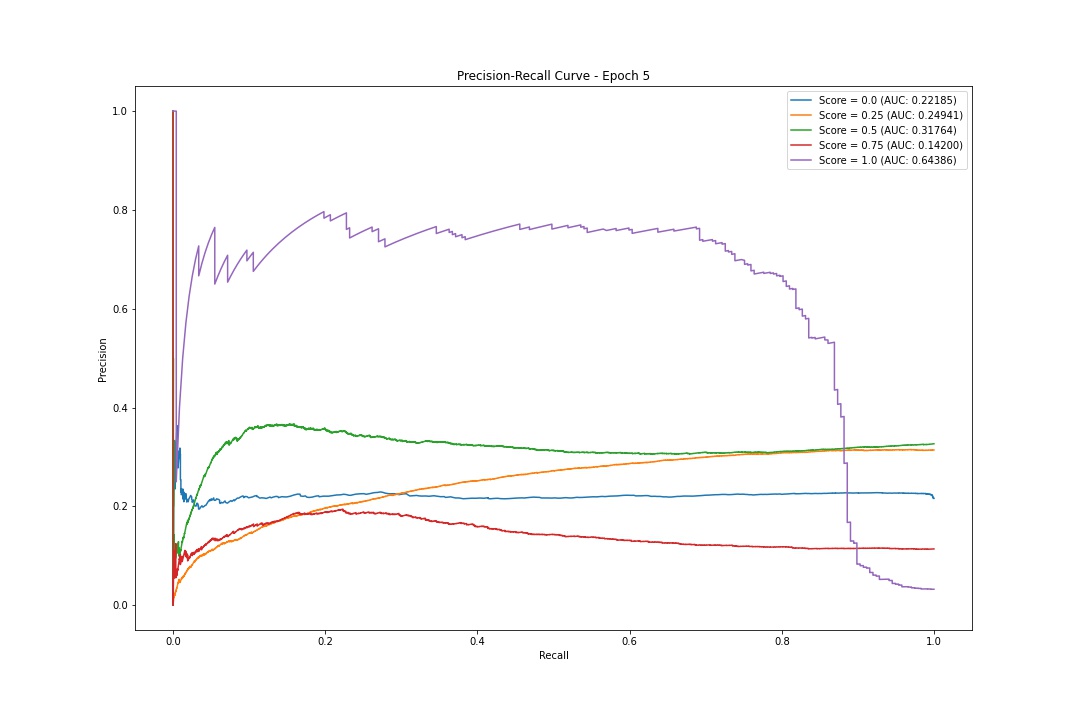 Precision-Recall Curve - Epoch 5
Score = 0.0 (AUC: 0.22185)
Score = 0.25 (AUC: 0.24941)
Score = 0.5 (AUC: 0.31764)
Score = 0.75 (AUC: 0.14200)
Score = 1.0 (AUC: 0.64386)
Precision
1.0
0.8
0.6
0.4
0.2
0.0
0.0 0.2 0.4 0.6 0.8 1.0
Recall